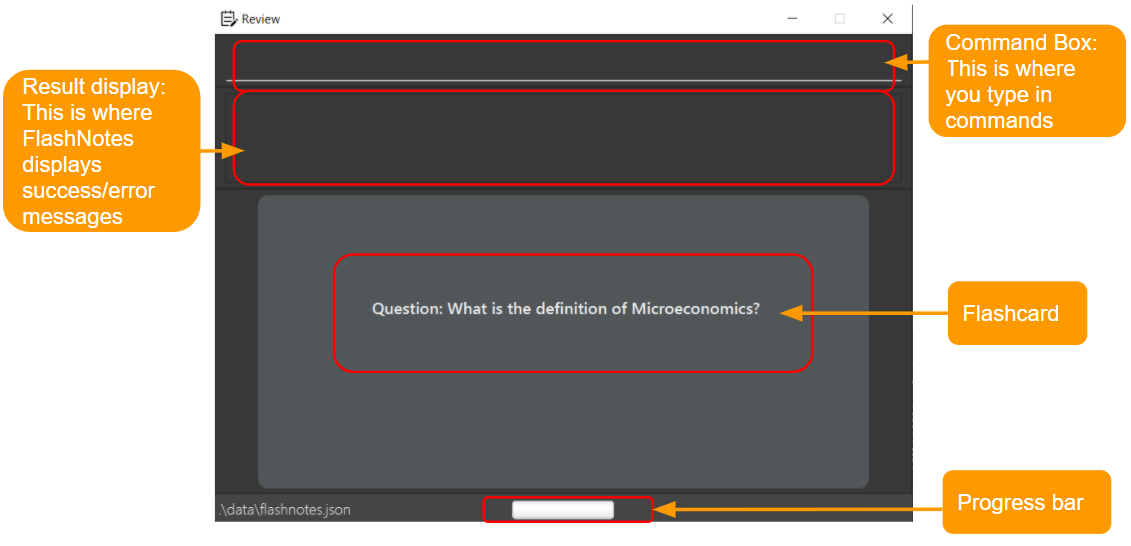 Review
Command Box:
This is where
you type in
commands
Result display:
This is where
FlashNotes
displays
success/error
messages
Question: What is the definition of Microeconomics?
Flashcard
Progress bar
.\data\flashnotes.json